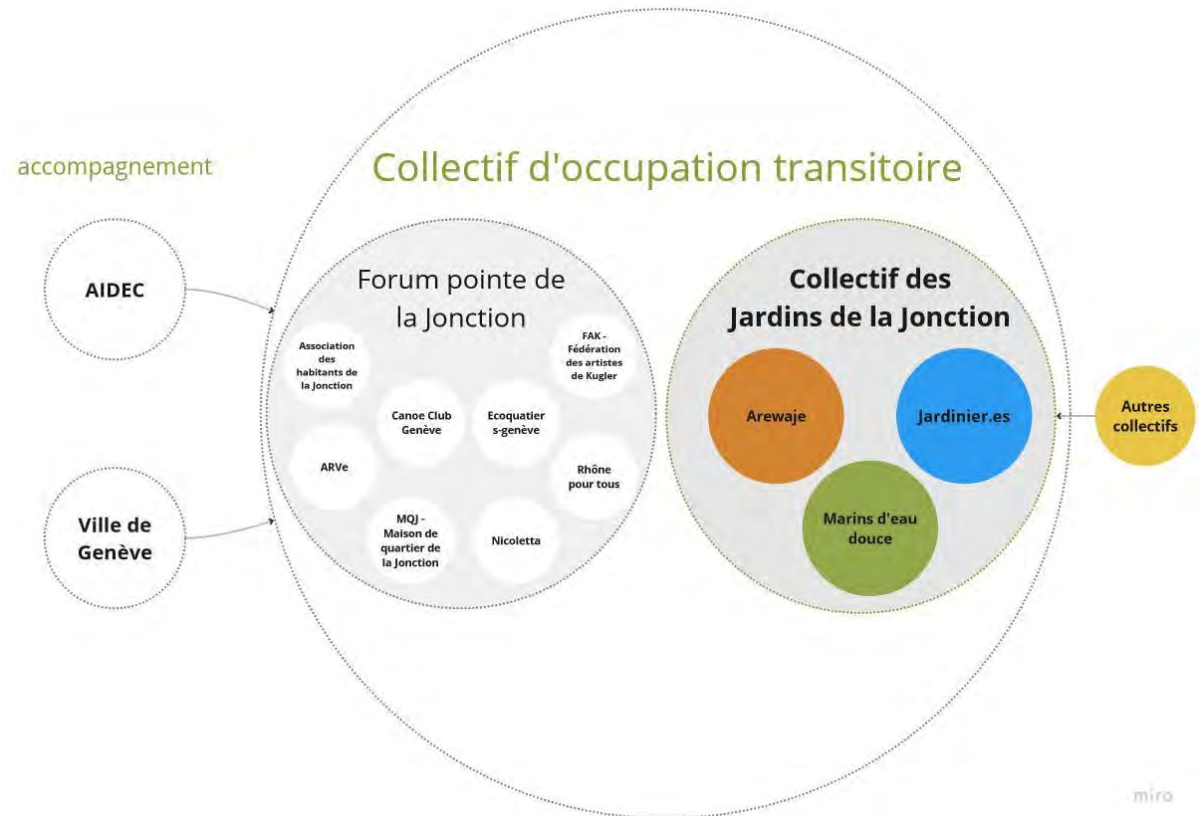 accompagnement
Collectif d'occupation transitoire
AIDEC
Ville de
Genève
Forum pointe de
la Jonction
Association
des
habitants de
la Jonction
FAK -
Fédération
des artistes
de Kugler
Canoe Club
Genève
Ecoquatier
s-genève
ARVe
Rhône
pour tous
MQJ -
Maison de
quartier de
la Jonction
Nicoletta
Collectif des
Jardins de la Jonction
Arewaje
Jardinier.es
Marins d'eau
douce
Autres
collectifs
miro